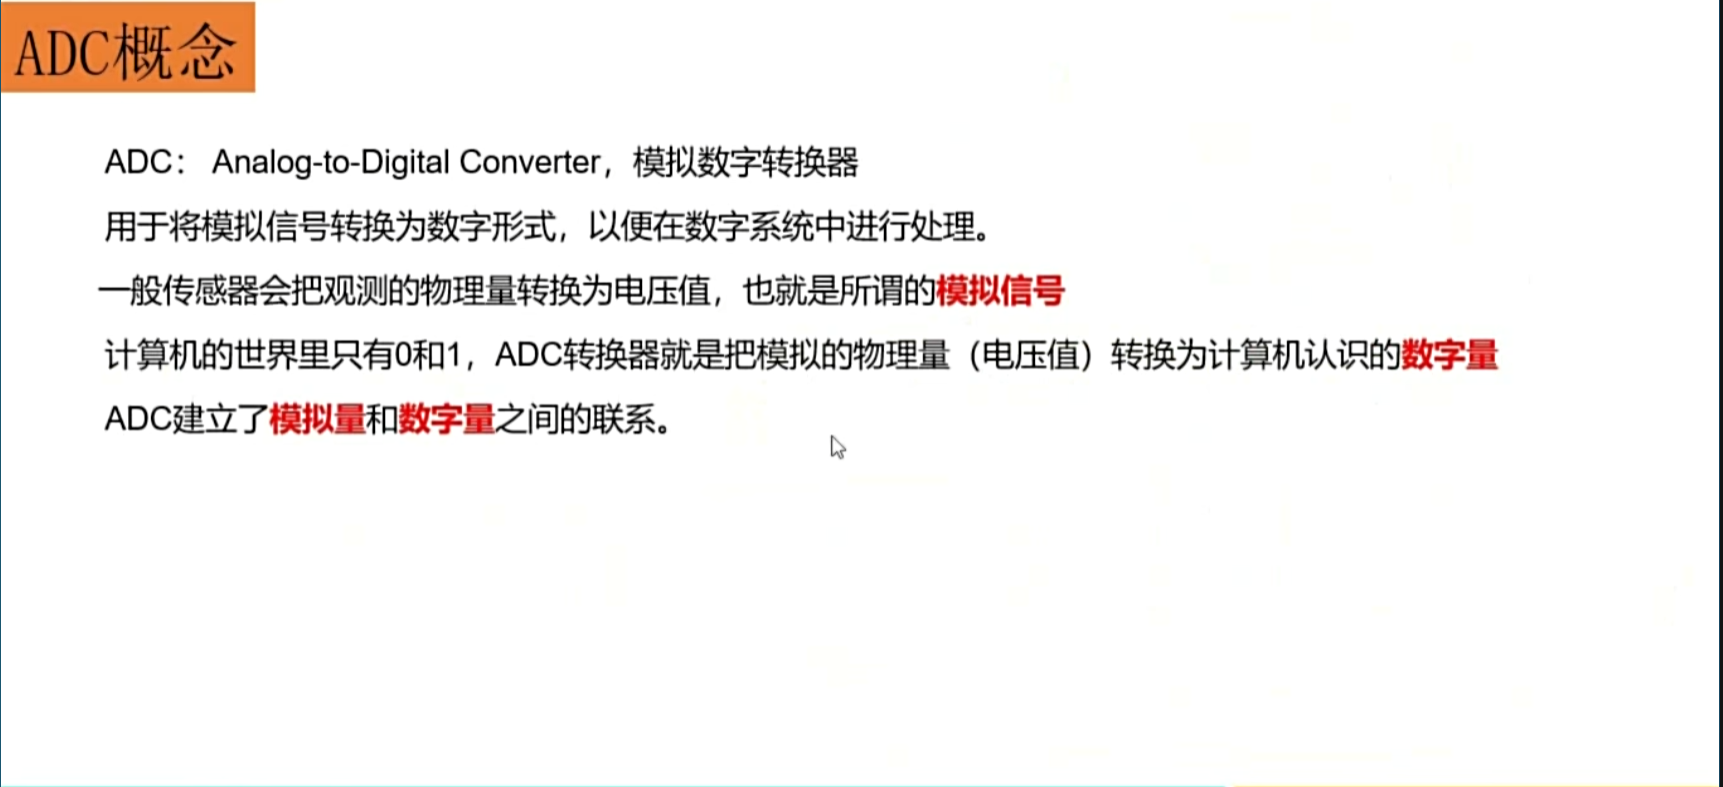 ADC概念
ADC： Analog-to-Digital Converter，模拟数字转换器
用于将模拟信号转换为数字形式，以便在数字系统中进行处理。
一般传感器会把观测的物理量转换为电压值，也就是所谓的模拟信号
计算机的世界里只有0和1，ADC转换器就是把模拟的物理量（电压值）转换为计算机认识的数字量
ADC建立了模拟量和数字量之间的联系。